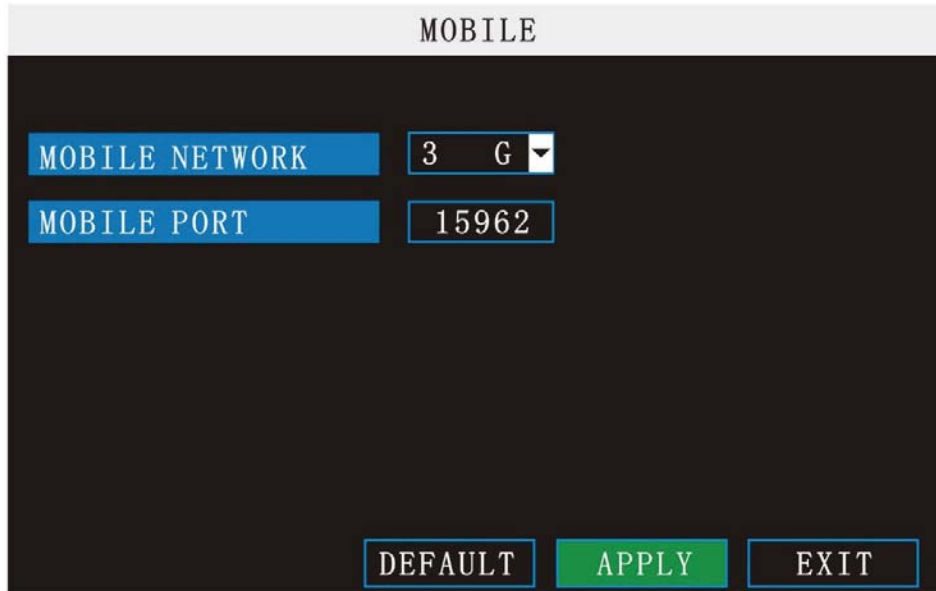 MOBILE
MOBILE NETWORK 3 G
MOBILE PORT 15962
DEFAULT APPLY EXIT